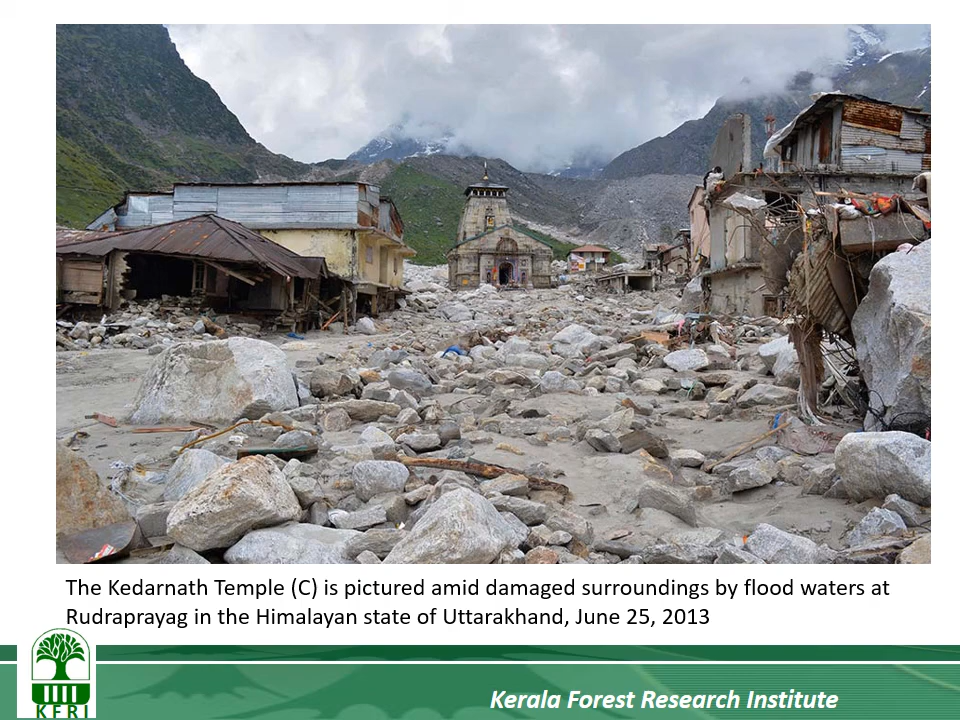 The Kedarnath Temple (C) is pictured amid damaged surroundings by flood waters at
Rudraprayag in the Himalayan state of Uttarakhand, June 25, 2013
KFRI
Kerala Forest Research Institute